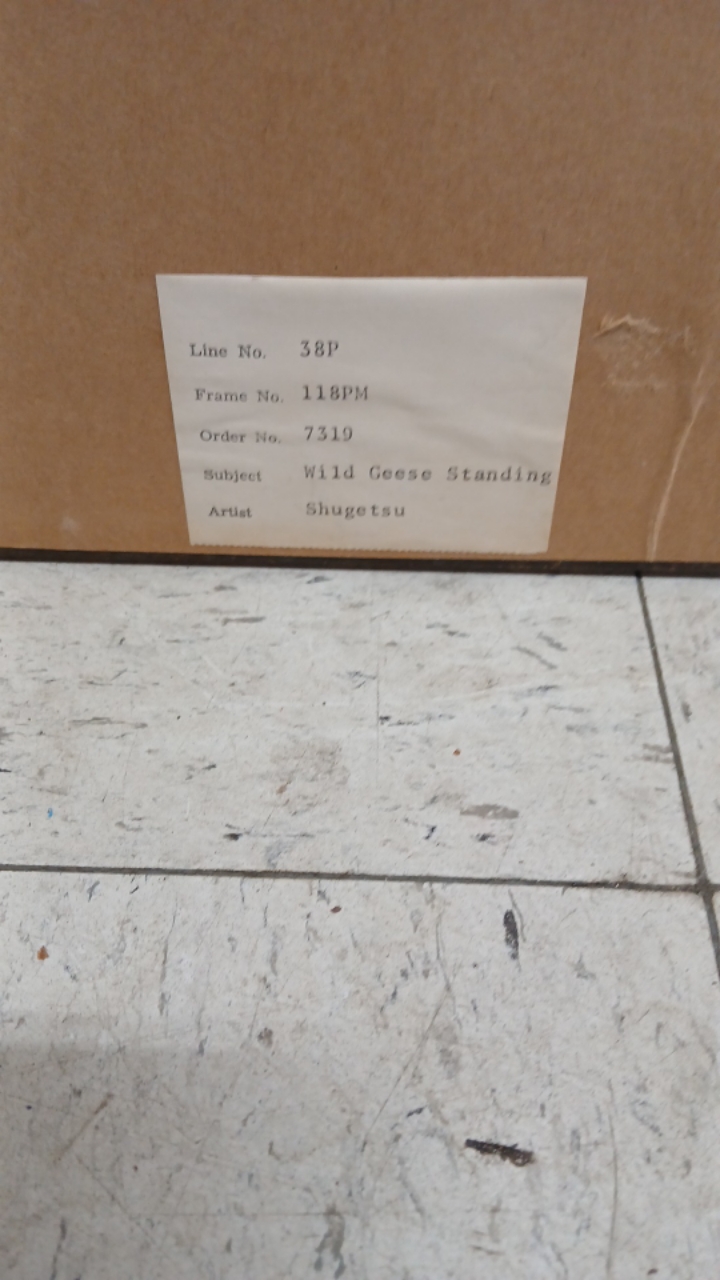 Line No. 38P
Frame No. 118PM
Order No. 7319
Subject Wild Geese Standing
Artist Shugetsu